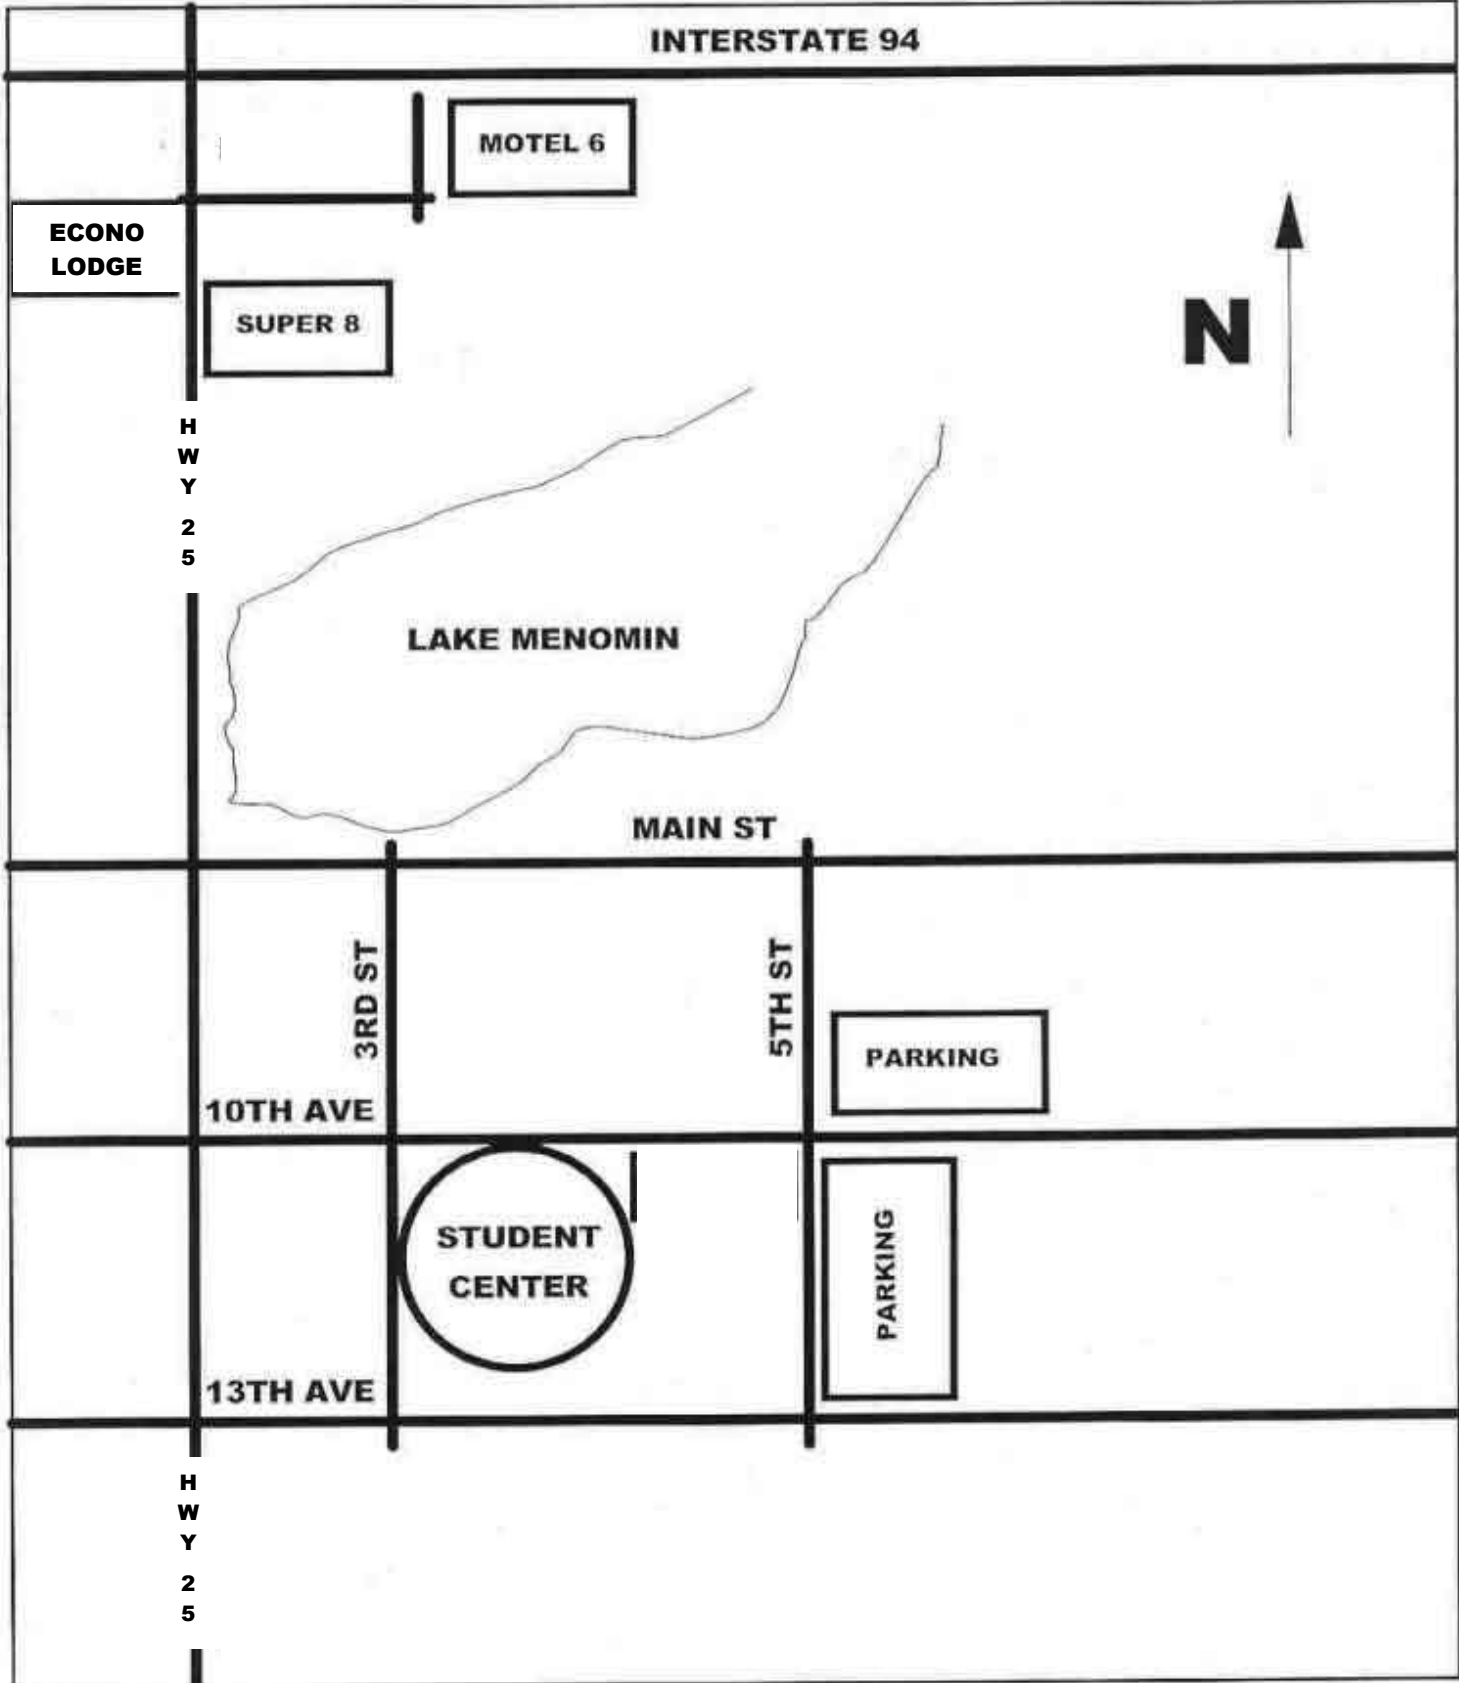 INTERSTATE 94
MOTEL 6
ECONO
LODGE
SUPER 8
N
H
W
Y
2
5
LAKE MENOMIN
MAIN ST
3RD ST
5TH ST
PARKING
10TH AVE
STUDENT
CENTER
PARKING
13TH AVE
H
W
Y
2
5